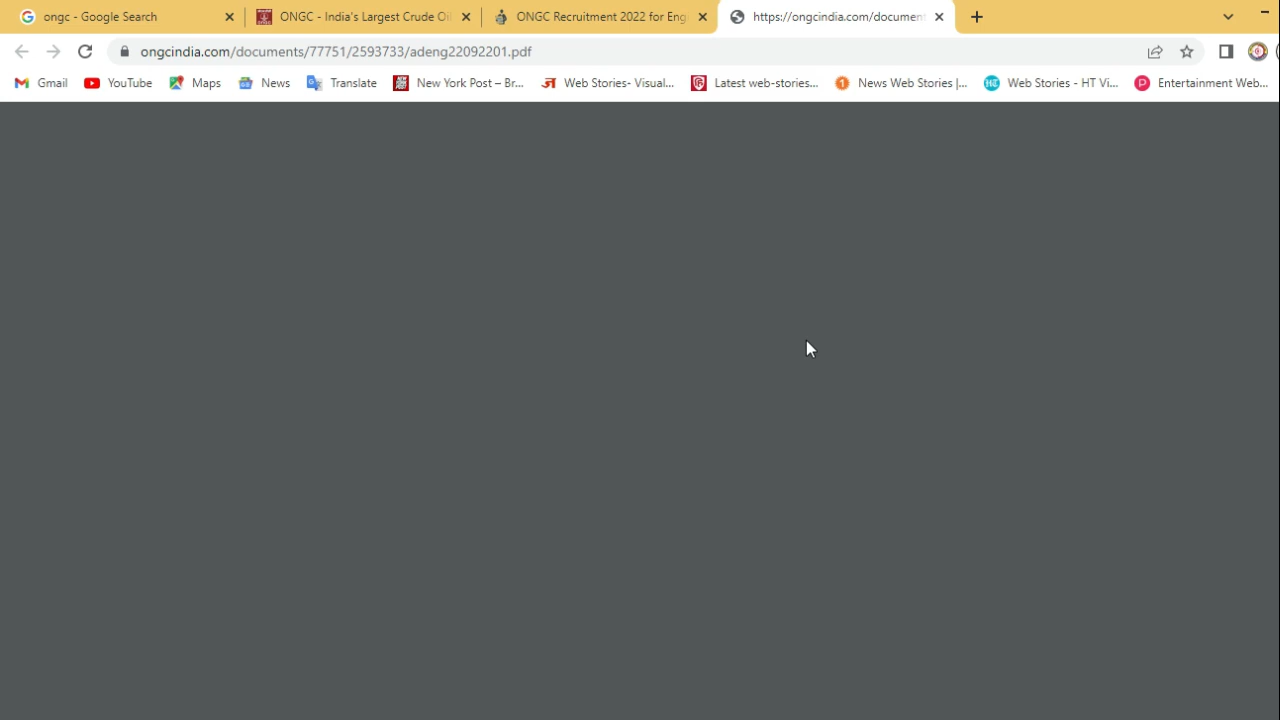 ongc - Google Search
ONGC - India's Largest Crude Oi
ONGC Recruitment 2022 for Eng
https://ongcindia.com/documen
ongcindia.com/documents/77751/2593733/adeng22092201.pdf
Gmail
YouTube
Maps
News
Translate
New York Post – Br...
Web Stories- Visual...
Latest web-stories...
News Web Stories |...
Web Stories - HT Vi...
Entertainment Web...